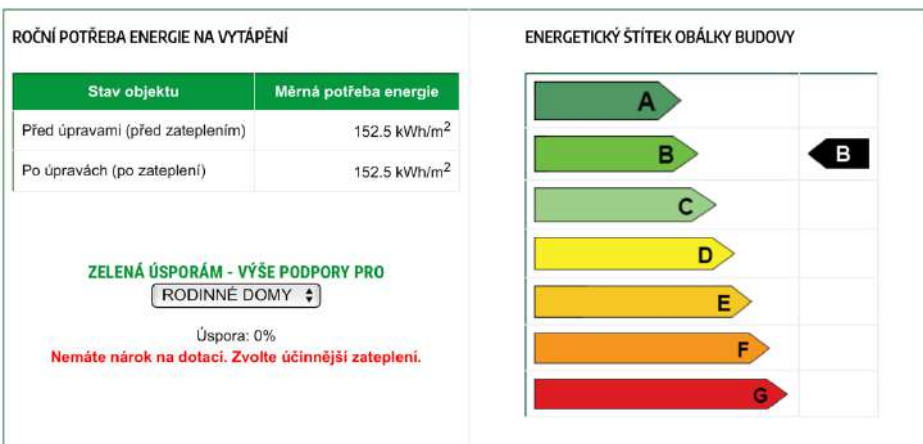 ROČNÍ POTŘEBA ENERGIE NA VYTÁPĚNÍ
Stav objektu Měrná potřeba energie
Před úpravami (před zateplením) 152.5 kWh/m²
Po úpravách (po zateplení) 152.5 kWh/m²
ZELENÁ ÚSPORÁM - VÝŠE PODPORY PRO
RODINNÉ DOMY
Úspora: 0%
Nemáte nárok na dotaci. Zvolte účinnější zateplení.
ENERGETICKÝ ŠTÍTEK OBÁLKY BUDOVY
A
B B
C
D
E
F
G